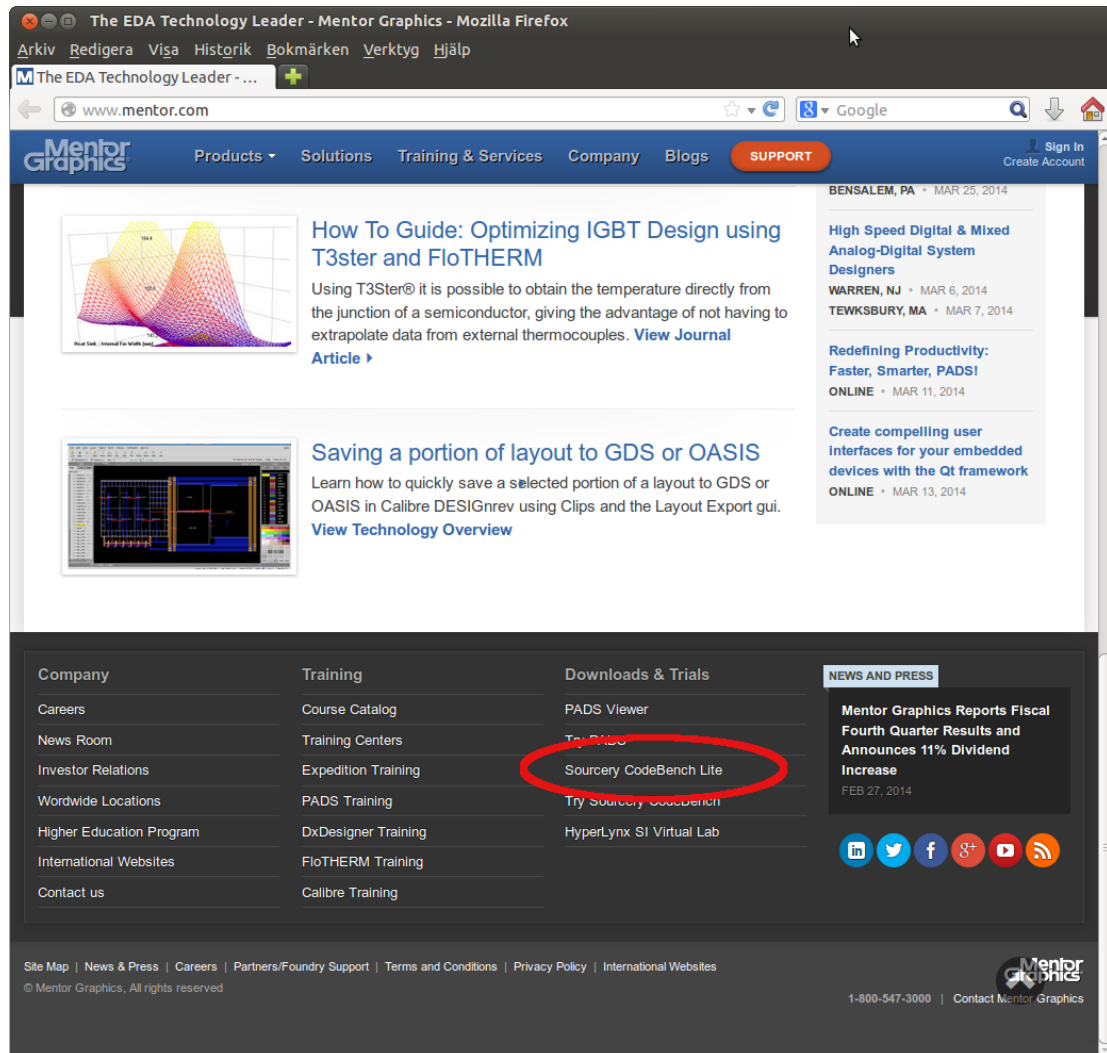 The EDA Technology Leader - Mentor Graphics - Mozilla Firefox
Arkiv Redigera Visa Historik Bokmärken Verktyg Hjälp
The EDA Technology Leader - ...
www.mentor.com
Google
Mentor Graphics
Products Solutions Training & Services Company Blogs SUPPORT
Sign In
Create Account
How To Guide: Optimizing IGBT Design using
T3ster and FloTHERM
Using T3Ster® it is possible to obtain the temperature directly from
the junction of a semiconductor, giving the advantage of not having to
extrapolate data from external thermocouples. View Journal
Article
Heat Sink | Internal Fin Width [mm]
Saving a portion of layout to GDS or OASIS
Learn how to quickly save a selected portion of a layout to GDS or
OASIS in Calibre DESIGnrev using Clips and the Layout Export gui.
View Technology Overview
BENSALEM, PA • MAR 25, 2014
High Speed Digital & Mixed
Analog-Digital System
Designers
WARREN, NJ • MAR 6, 2014
TEWKSBURY, MA • MAR 7, 2014
Redefining Productivity:
Faster, Smarter, PADS!
ONLINE • MAR 11, 2014
Create compelling user
interfaces for your embedded
devices with the Qt framework
ONLINE • MAR 13, 2014
Company
Careers
News Room
Investor Relations
Wordwide Locations
Higher Education Program
International Websites
Contact us
Training
Course Catalog
Training Centers
Expedition Training
PADS Training
DxDesigner Training
FloTHERM Training
Calibre Training
Downloads & Trials
PADS Viewer
Try PADS
Sourcery CodeBench Lite
Try Sourcery CodeBench
HyperLynx SI Virtual Lab
NEWS AND PRESS
Mentor Graphics Reports Fiscal
Fourth Quarter Results and
Announces 11% Dividend
Increase
FEB 27, 2014
Site Map | News & Press | Careers | Partners/Foundry Support | Terms and Conditions | Privacy Policy | International Websites
© Mentor Graphics, All rights reserved
Mentor Graphics
1-800-547-3000 | Contact Mentor Graphics